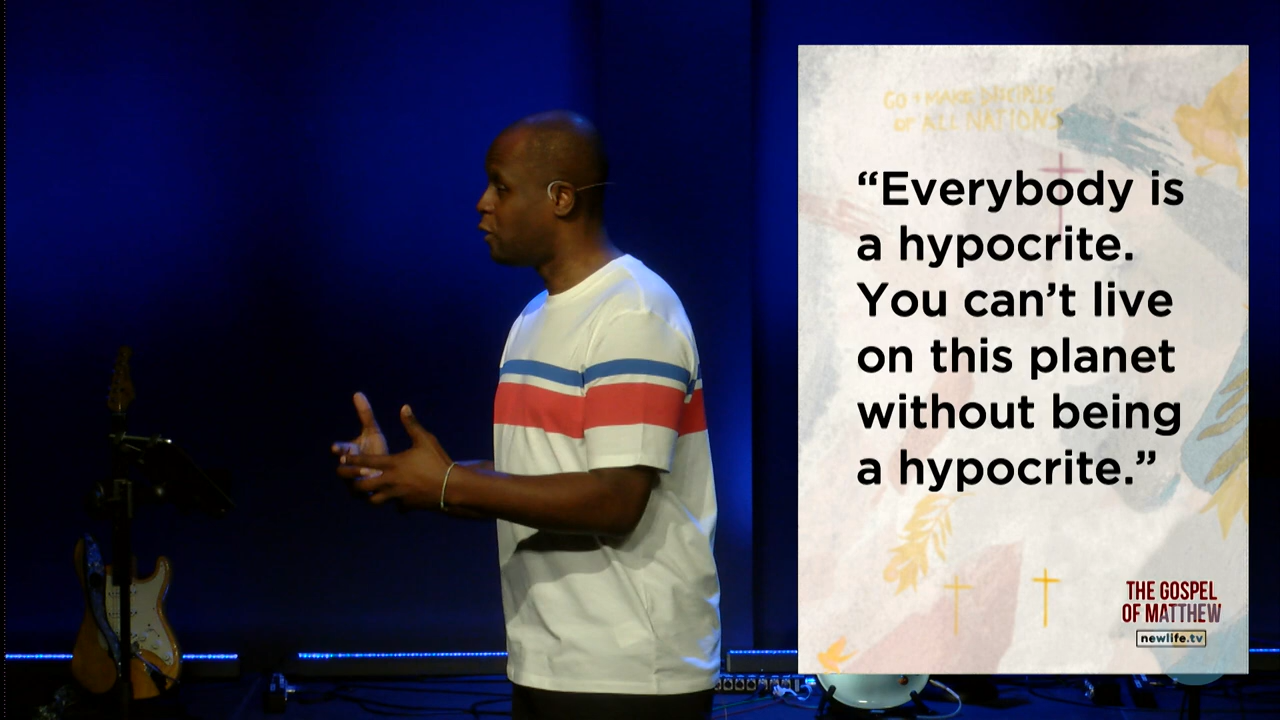 GO + MAKE DISCIPLES
OF ALL NATIONS
“Everybody is
a hypocrite.
You can’t live
on this planet
without being
a hypocrite.”
THE GOSPEL
OF MATTHEW
newlife.tv